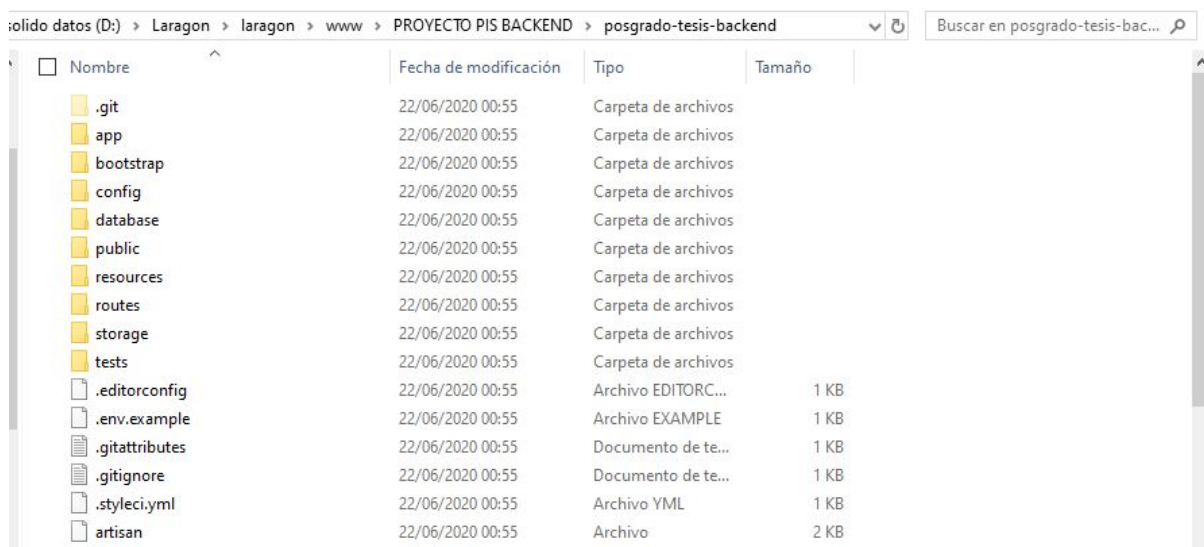 solido datos (D:) > Laragon > laragon > www > PROYECTO PIS BACKEND > posgrado-tesis-backend Buscar en posgrado-tesis-bac...
Nombre Fecha de modificación Tipo Tamaño
.git 22/06/2020 00:55 Carpeta de archivos
app 22/06/2020 00:55 Carpeta de archivos
bootstrap 22/06/2020 00:55 Carpeta de archivos
config 22/06/2020 00:55 Carpeta de archivos
database 22/06/2020 00:55 Carpeta de archivos
public 22/06/2020 00:55 Carpeta de archivos
resources 22/06/2020 00:55 Carpeta de archivos
routes 22/06/2020 00:55 Carpeta de archivos
storage 22/06/2020 00:55 Carpeta de archivos
tests 22/06/2020 00:55 Carpeta de archivos
.editorconfig 22/06/2020 00:55 Archivo EDITORC... 1 KB
.env.example 22/06/2020 00:55 Archivo EXAMPLE 1 KB
.gitattributes 22/06/2020 00:55 Documento de te... 1 KB
.gitignore 22/06/2020 00:55 Documento de te... 1 KB
.styleci.yml 22/06/2020 00:55 Archivo YML 1 KB
artisan 22/06/2020 00:55 Archivo 2 KB